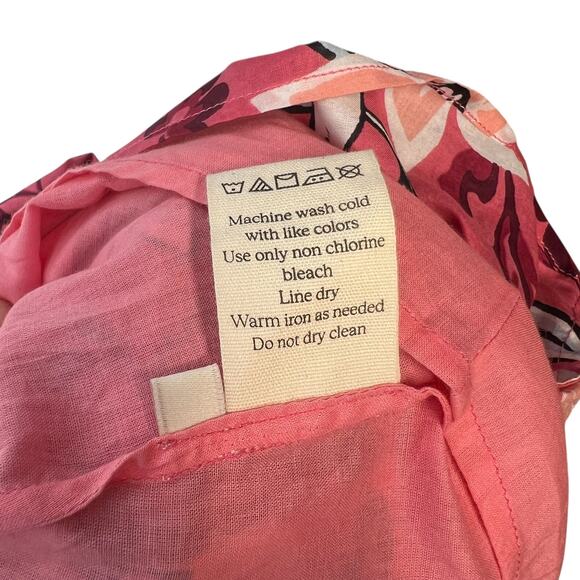 Machine wash cold
with like colors
Use only non chlorine
bleach
Line dry
Warm iron as needed
Do not dry clean